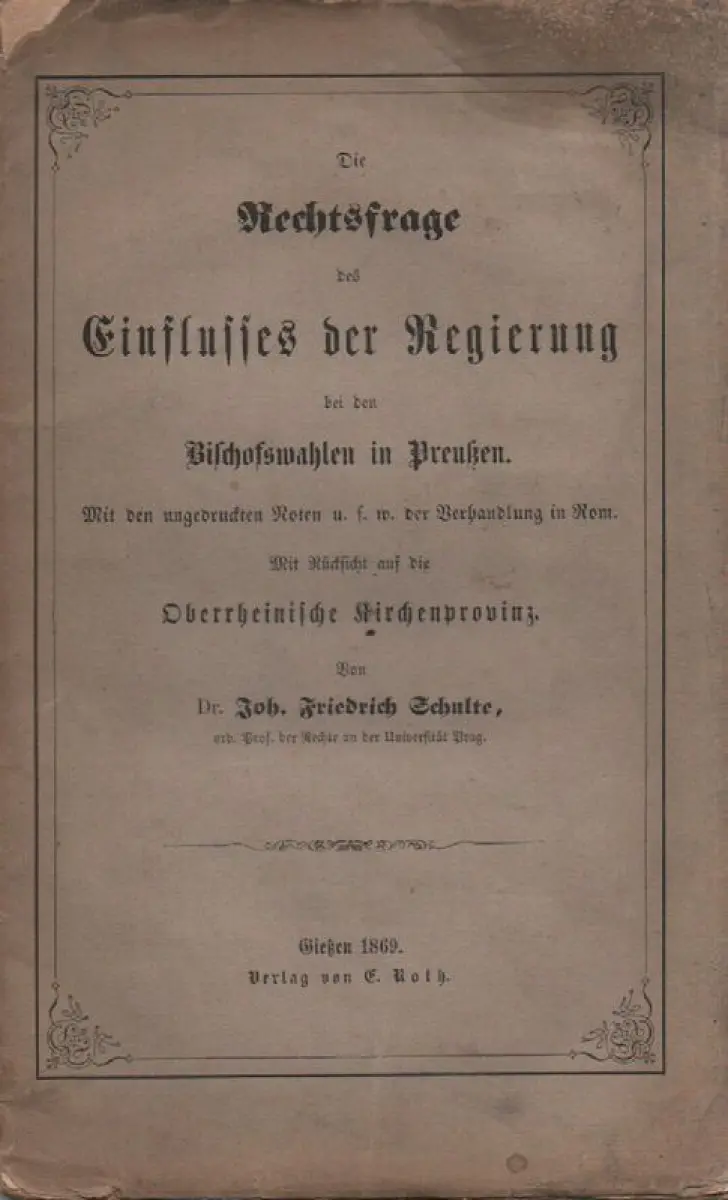 Die
Rechtsfrage
des
Einflusses der Regierung
bei den
Bischofswahlen in Preußen.
Mit den ungedruckten Noten u. s. w. der Verhandlung in Rom.
Mit Rücksicht auf die
Oberrheinische Kirchenprovinz.
Von
Dr. Joh. Friedrich Schulte,
ord. Prof. der Rechte an der Universität Prag.
Gießen 1869.
Verlag von E. Roth.